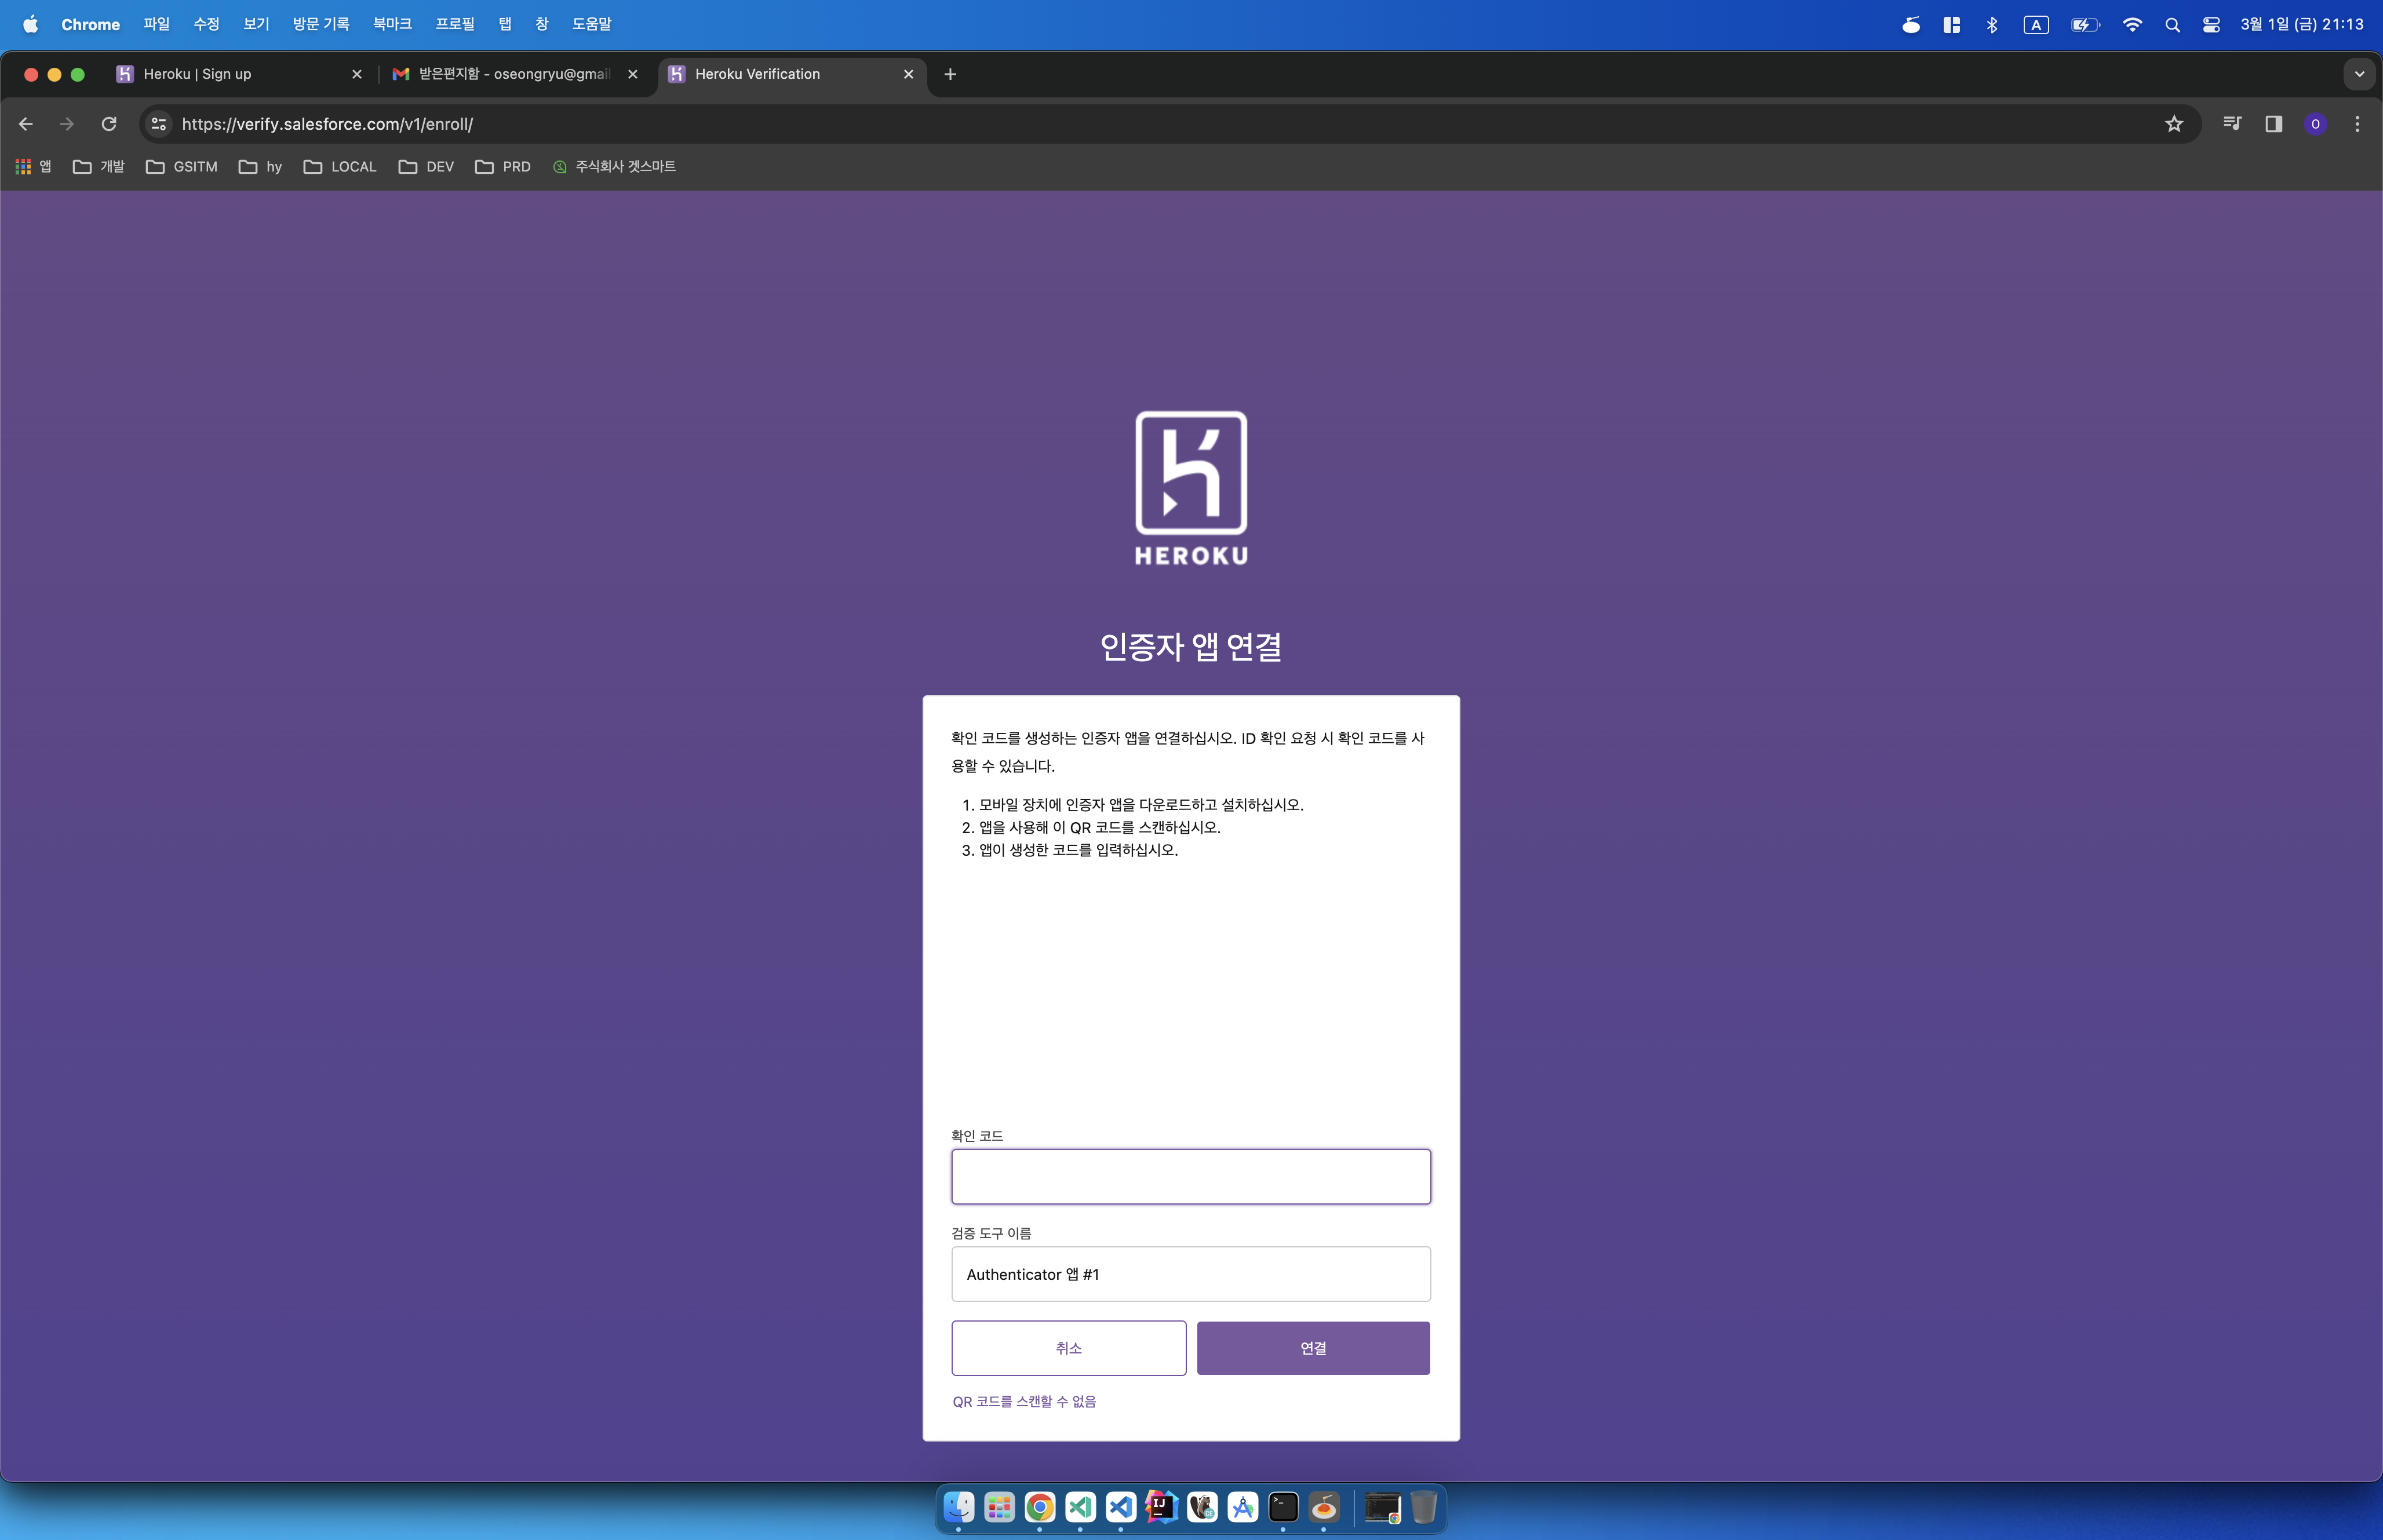 Chrome 파일 수정 보기 방문 기록 북마크 프로필 탭 창 도움말 A 3월 1일 (금) 21:13
Heroku | Sign up 받은편지함 - oseongryu@gmail Heroku Verification
https://verify.salesforce.com/v1/enroll/ O
앱 개발 GSITM hy LOCAL DEV PRD 주식회사 겟스마트
HEROKU
인증자 앱 연결
확인 코드를 생성하는 인증자 앱을 연결하십시오. ID 확인 요청 시 확인 코드를 사
용할 수 있습니다.
1. 모바일 장치에 인증자 앱을 다운로드하고 설치하십시오.
2. 앱을 사용해 이 QR 코드를 스캔하십시오.
3. 앱이 생성한 코드를 입력하십시오.
확인 코드
검증 도구 이름
Authenticator 앱 #1
취소 연결
QR 코드를 스캔할 수 없음
IJ